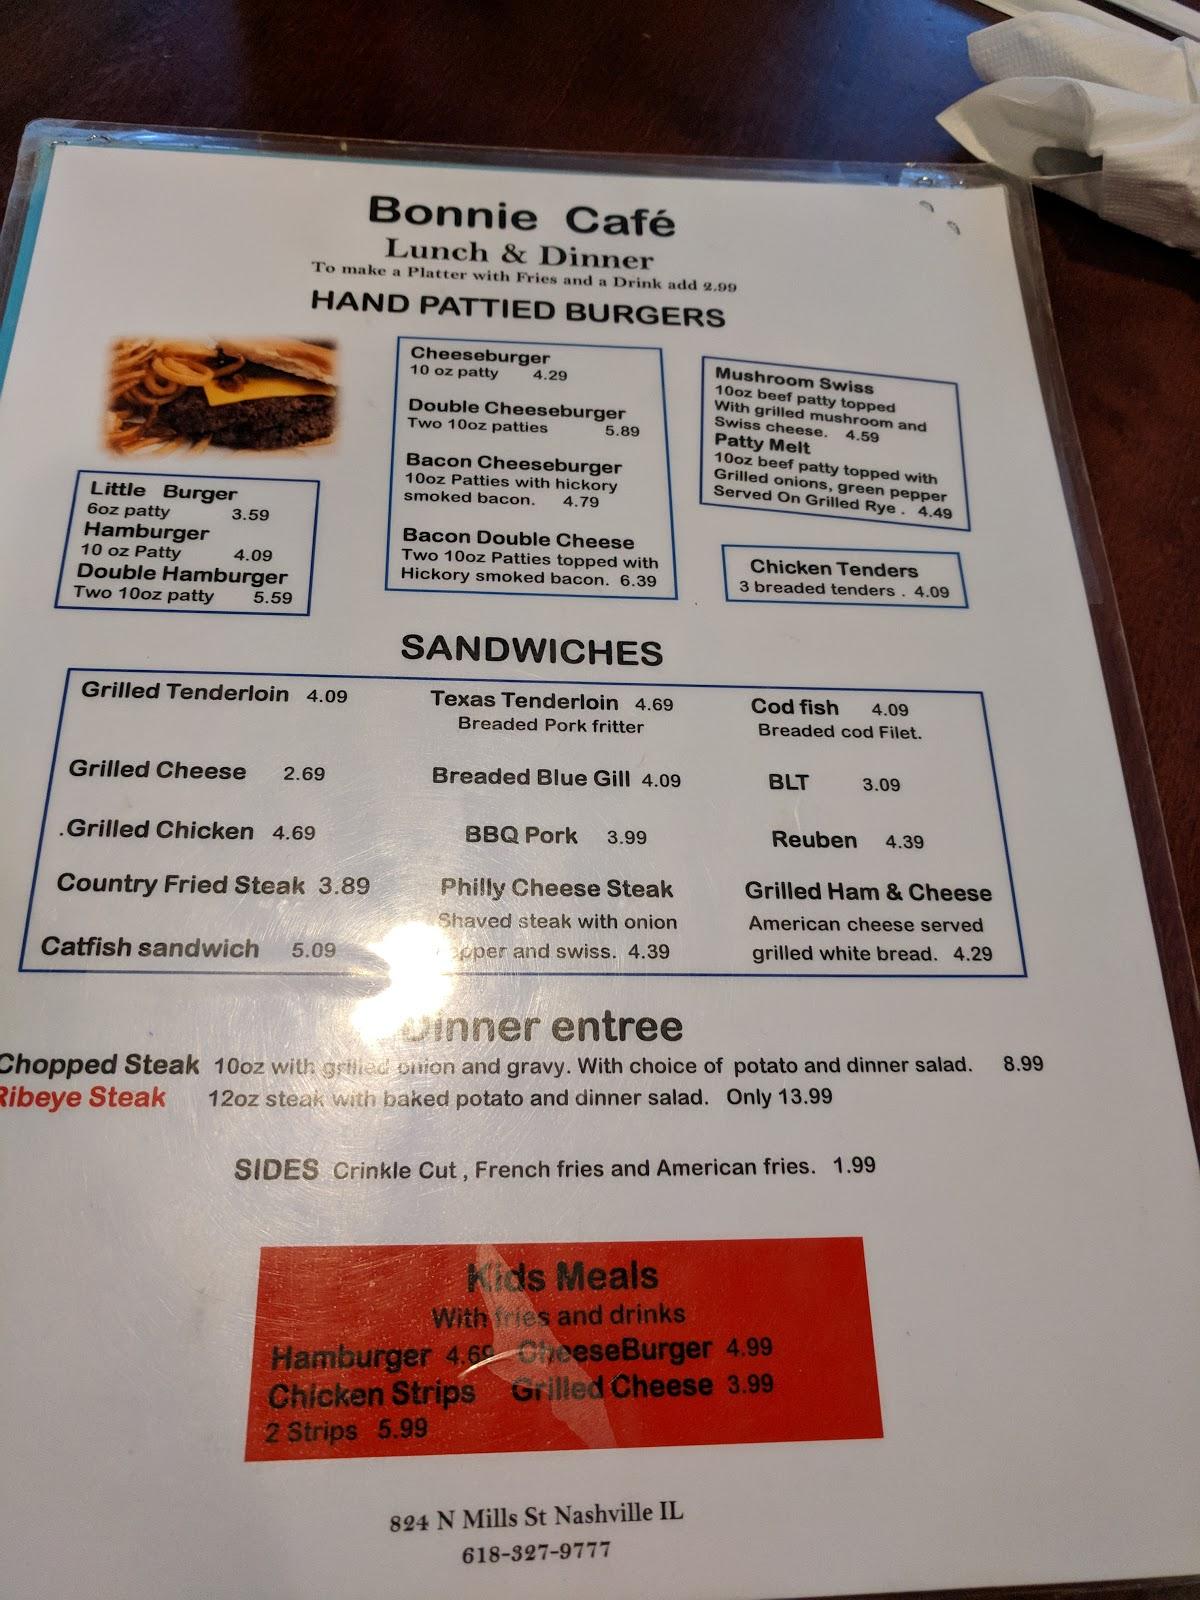 Bonnie Café
Lunch & Dinner
To make a Platter with Fries and a Drink add 2.99
HAND PATTIED BURGERS
Little Burger
6oz patty 3.59
Hamburger
10 oz Patty 4.09
Double Hamburger
Two 10oz patty 5.59
Cheeseburger
10 oz patty 4.29
Double Cheeseburger
Two 10oz patties 5.89
Bacon Cheeseburger
10oz Patties with hickory
smoked bacon. 4.79
Bacon Double Cheese
Two 10oz Patties topped with
Hickory smoked bacon. 6.39
Mushroom Swiss
10oz beef patty topped
With grilled mushroom and
Swiss cheese. 4.59
Patty Melt
10oz beef patty topped with
Grilled onions, green pepper
Served On Grilled Rye . 4.49
Chicken Tenders
3 breaded tenders . 4.09
SANDWICHES
Grilled Tenderloin 4.09
Grilled Cheese 2.69
.Grilled Chicken 4.69
Country Fried Steak 3.89
Catfish sandwich 5.09
Texas Tenderloin 4.69
Breaded Pork fritter
Breaded Blue Gill 4.09
BBQ Pork 3.99
Philly Cheese Steak
Shaved steak with onion
pepper and swiss. 4.39
Cod fish 4.09
Breaded cod Filet.
BLT 3.09
Reuben 4.39
Grilled Ham & Cheese
American cheese served
grilled white bread. 4.29
Dinner entree
Chopped Steak 10oz with grilled onion and gravy. With choice of potato and dinner salad. 8.99
Ribeye Steak 12oz steak with baked potato and dinner salad. Only 13.99
SIDES Crinkle Cut , French fries and American fries. 1.99
Kids Meals
With fries and drinks
Hamburger 4.69 CheeseBurger 4.99
Chicken Strips Grilled Cheese 3.99
2 Strips 5.99
824 N Mills St Nashville IL
618-327-9777